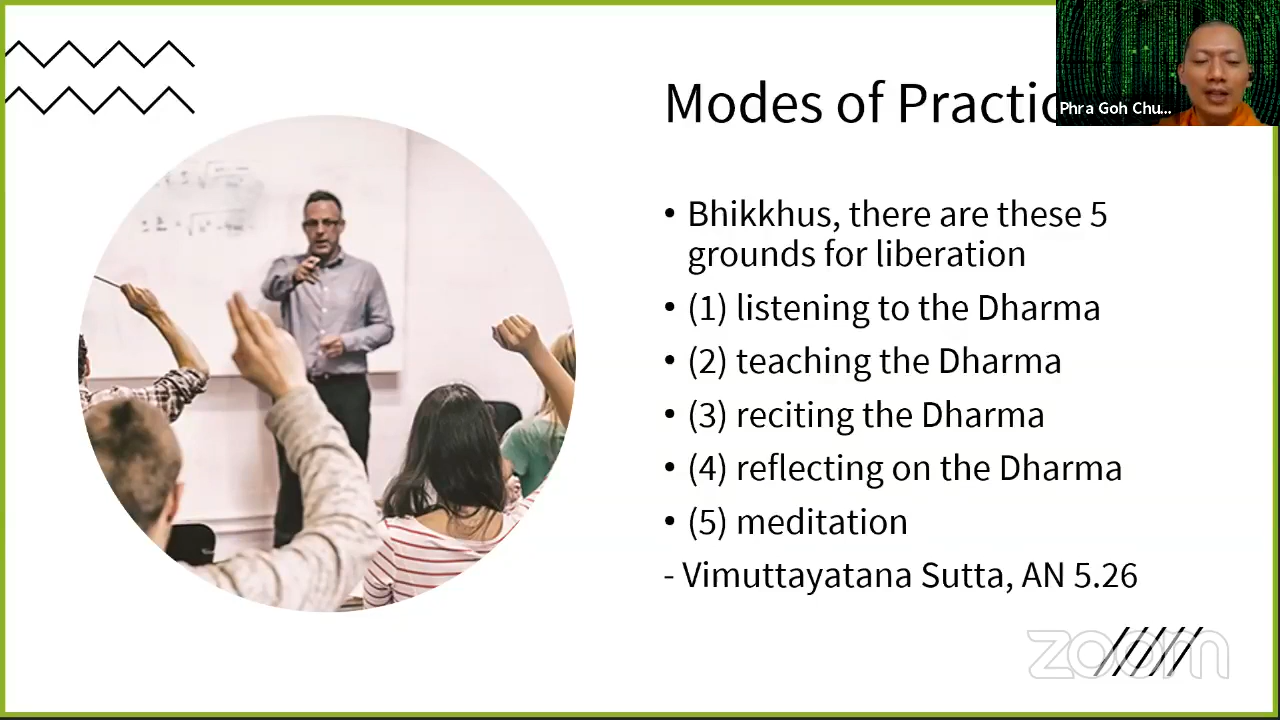 Modes of Practic
Phra Goh Chu...
• Bhikkhus, there are these 5
grounds for liberation
• (1) listening to the Dharma
• (2) teaching the Dharma
• (3) reciting the Dharma
• (4) reflecting on the Dharma
• (5) meditation
- Vimuttayatana Sutta, AN 5.26
zoom